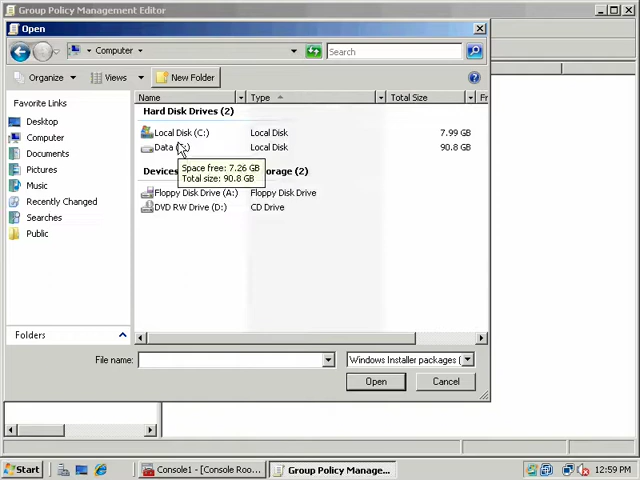 Group Policy Management Editor
Open
Computer
Search
Organize
Views
New Folder
Favorite Links
Desktop
Computer
Documents
Pictures
Music
Recently Changed
Searches
Public
Folders
Name
Type
Total Size
Fr
Hard Disk Drives (2)
Local Disk (C:)
Local Disk
7.99 GB
Data
Local Disk
90.8 GB
Space free: 7.26 GB
Total size: 90.8 GB
orage (2)
Floppy Disk Drive (A:)
Floppy Disk Drive
DVD RW Drive (D:)
CD Drive
File name:
Windows Installer packages (
Open
Cancel
Start
Console1 - [Console Roo...
Group Policy Manage...
12:59 PM